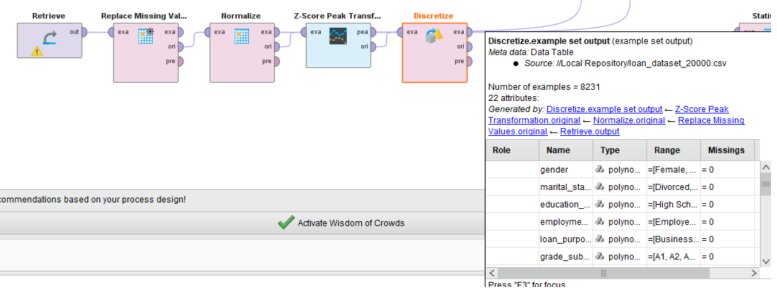 Retrieve
Replace Missing Val...
Normalize
Z-Score Peak Transf...
Discretize
out
exa
exa
ori
pre
exa
exa
ori
pre
exa
pea
ori
exa
exa
ori
pre
Discretize.example set output (example set output)
Meta data: Data Table
Source: //Local Repository/loan_dataset_20000.csv
Number of examples = 8231
22 attributes:
Generated by: Discretize.example set output ← Z-Score Peak
Transformation.original ← Normalize.original ← Replace Missing
Values.original ← Retrieve.output
Role Name Type Range Missings
gender polyno... =[Female, ... = 0
marital_sta... polyno... =[Divorced,... = 0
education_... polyno... =[High Sch... = 0
employme... polyno... =[Employe... = 0
loan_purpo... polyno... =[Business... = 0
grade_sub... polyno... =[A1, A2, A... = 0
Press "F3" for focus.
commendations based on your process design!
Activate Wisdom of Crowds